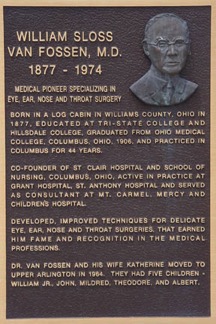 WILLIAM SLOSS
VAN FOSSEN, M.D.
1877 - 1974
MEDICAL PIONEER SPECIALIZING IN
EYE, EAR, NOSE AND THROAT SURGERY
BORN IN A LOG CABIN IN WILLIAMS COUNTY, OHIO IN
1877, EDUCATED AT TRI-STATE COLLEGE AND
HILLSDALE COLLEGE, GRADUATED FROM OHIO MEDICAL
COLLEGE, COLUMBUS, OHIO, 1906, AND PRACTICED IN
COLUMBUS FOR 44 YEARS.
CO-FOUNDER OF ST. CLAIR HOSPITAL AND SCHOOL OF
NURSING, COLUMBUS, OHIO, ACTIVE IN PRACTICE AT
GRANT HOSPITAL, ST. ANTHONY HOSPITAL AND SERVED
AS CONSULTANT AT MT. CARMEL, MERCY AND
CHILDREN'S HOSPITAL.
DEVELOPED, IMPROVED TECHNIQUES FOR DELICATE
EYE, EAR, NOSE AND THROAT SURGERIES, THAT EARNED
HIM FAME AND RECOGNITION IN THE MEDICAL
PROFESSIONS.
DR. VAN FOSSEN AND HIS WIFE KATHERINE MOVED TO
UPPER ARLINGTON IN 1964. THEY HAD FIVE CHILDREN -
WILLIAM JR., JOHN, MILDRED, THEODORE, AND ALBERT.